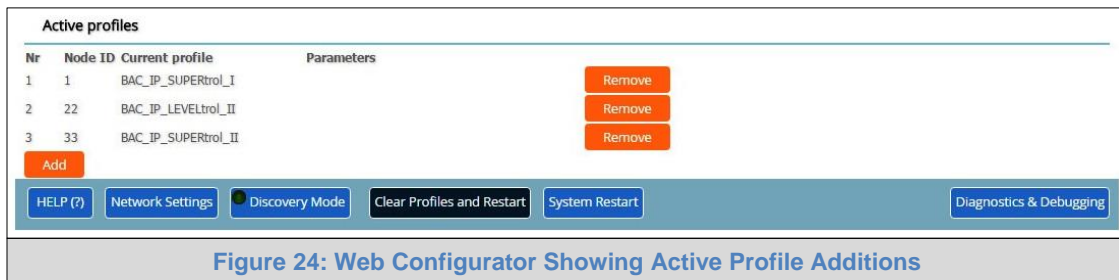 Active profiles
Nr Node ID Current profile Parameters
1 1 BAC_IP_SUPERtrol_I Remove
2 22 BAC_IP_LEVELtrol_II Remove
3 33 BAC_IP_SUPERtrol_II Remove
Add
HELP (?) Network Settings Discovery Mode Clear Profiles and Restart System Restart Diagnostics & Debugging
Figure 24: Web Configurator Showing Active Profile Additions